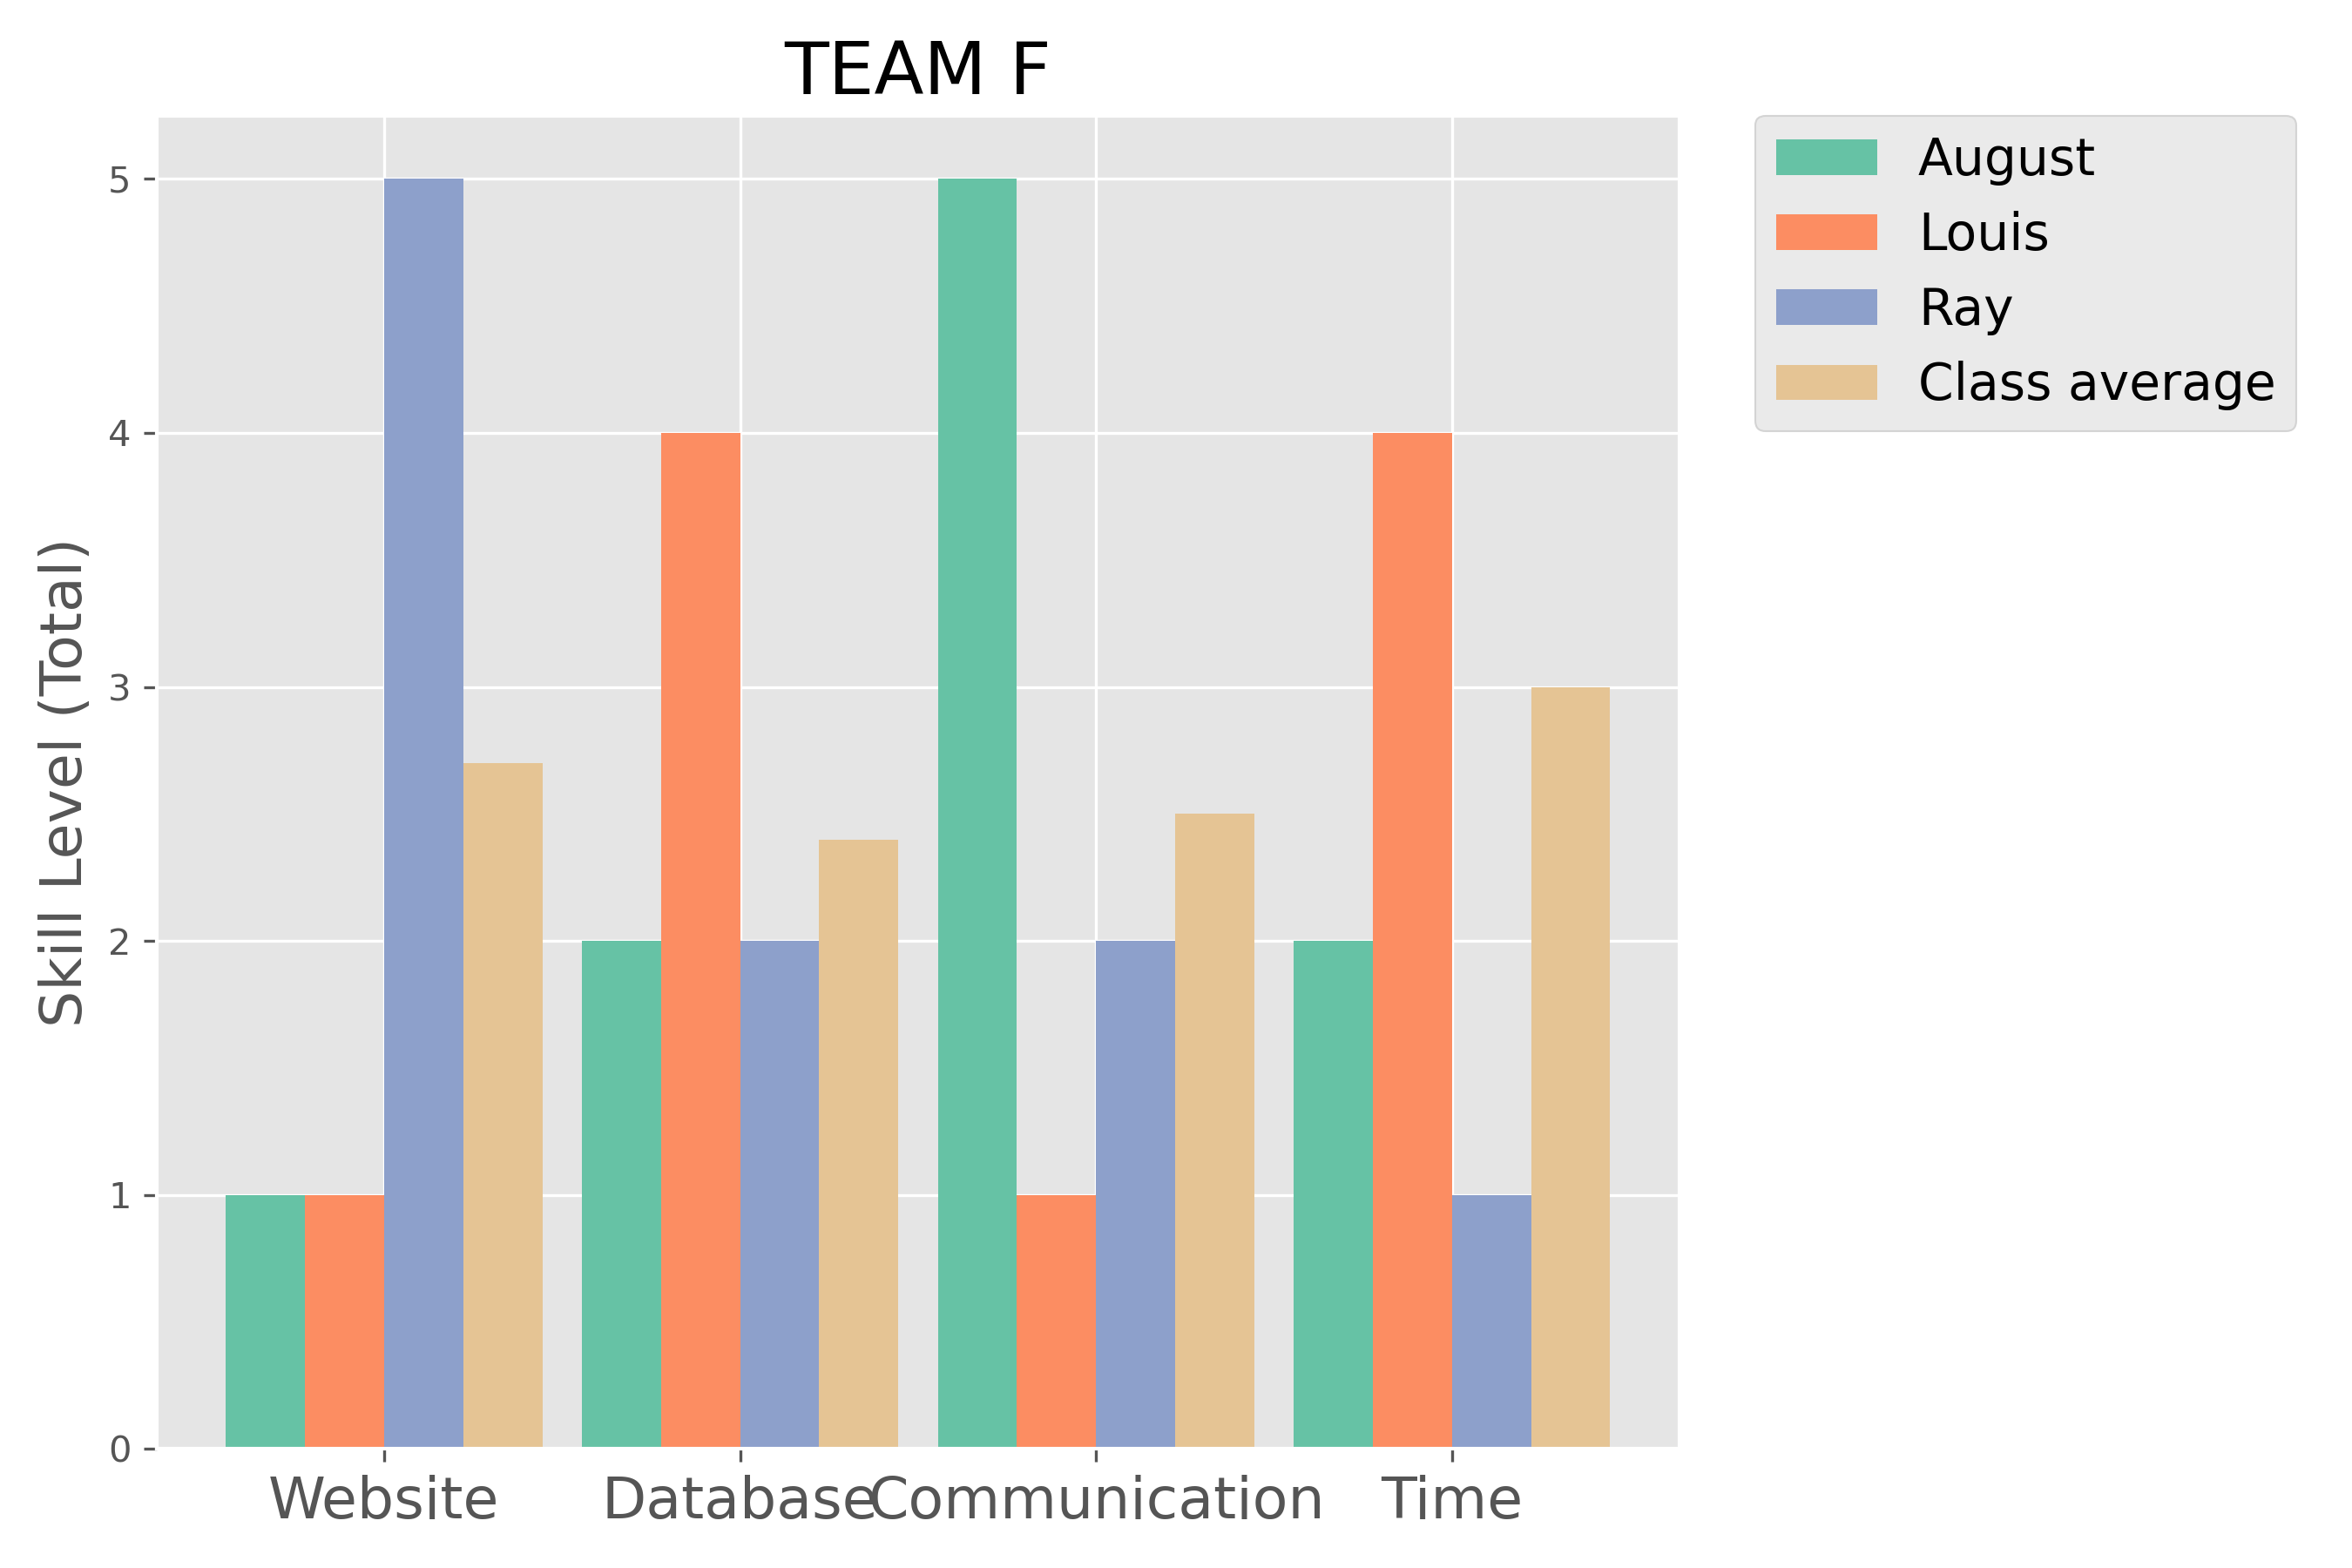 TEAM F
Skill Level (Total)
5
4
3
2
1
0
Website Database Communication Time
August
Louis
Ray
Class average